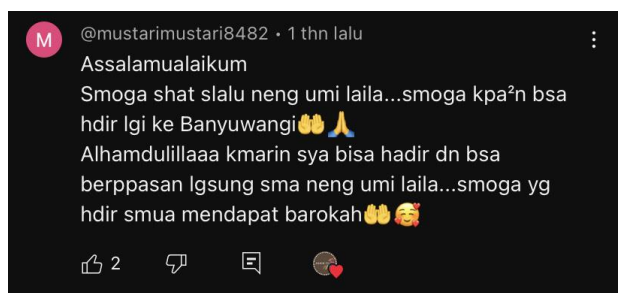 M
@mustarimustari8482 • 1 thn lalu
Assalamualaikum
Smoga shat slalu neng umi laila...smoga kpa²n bsa
hdir lgi ke Banyuwangi🤲🙏
Alhamdulillaaa kmarin sya bisa hadir dn bsa
berppasan lgsung sma neng umi laila...smoga yg
hdir smua mendapat barokah🤲🥰
2